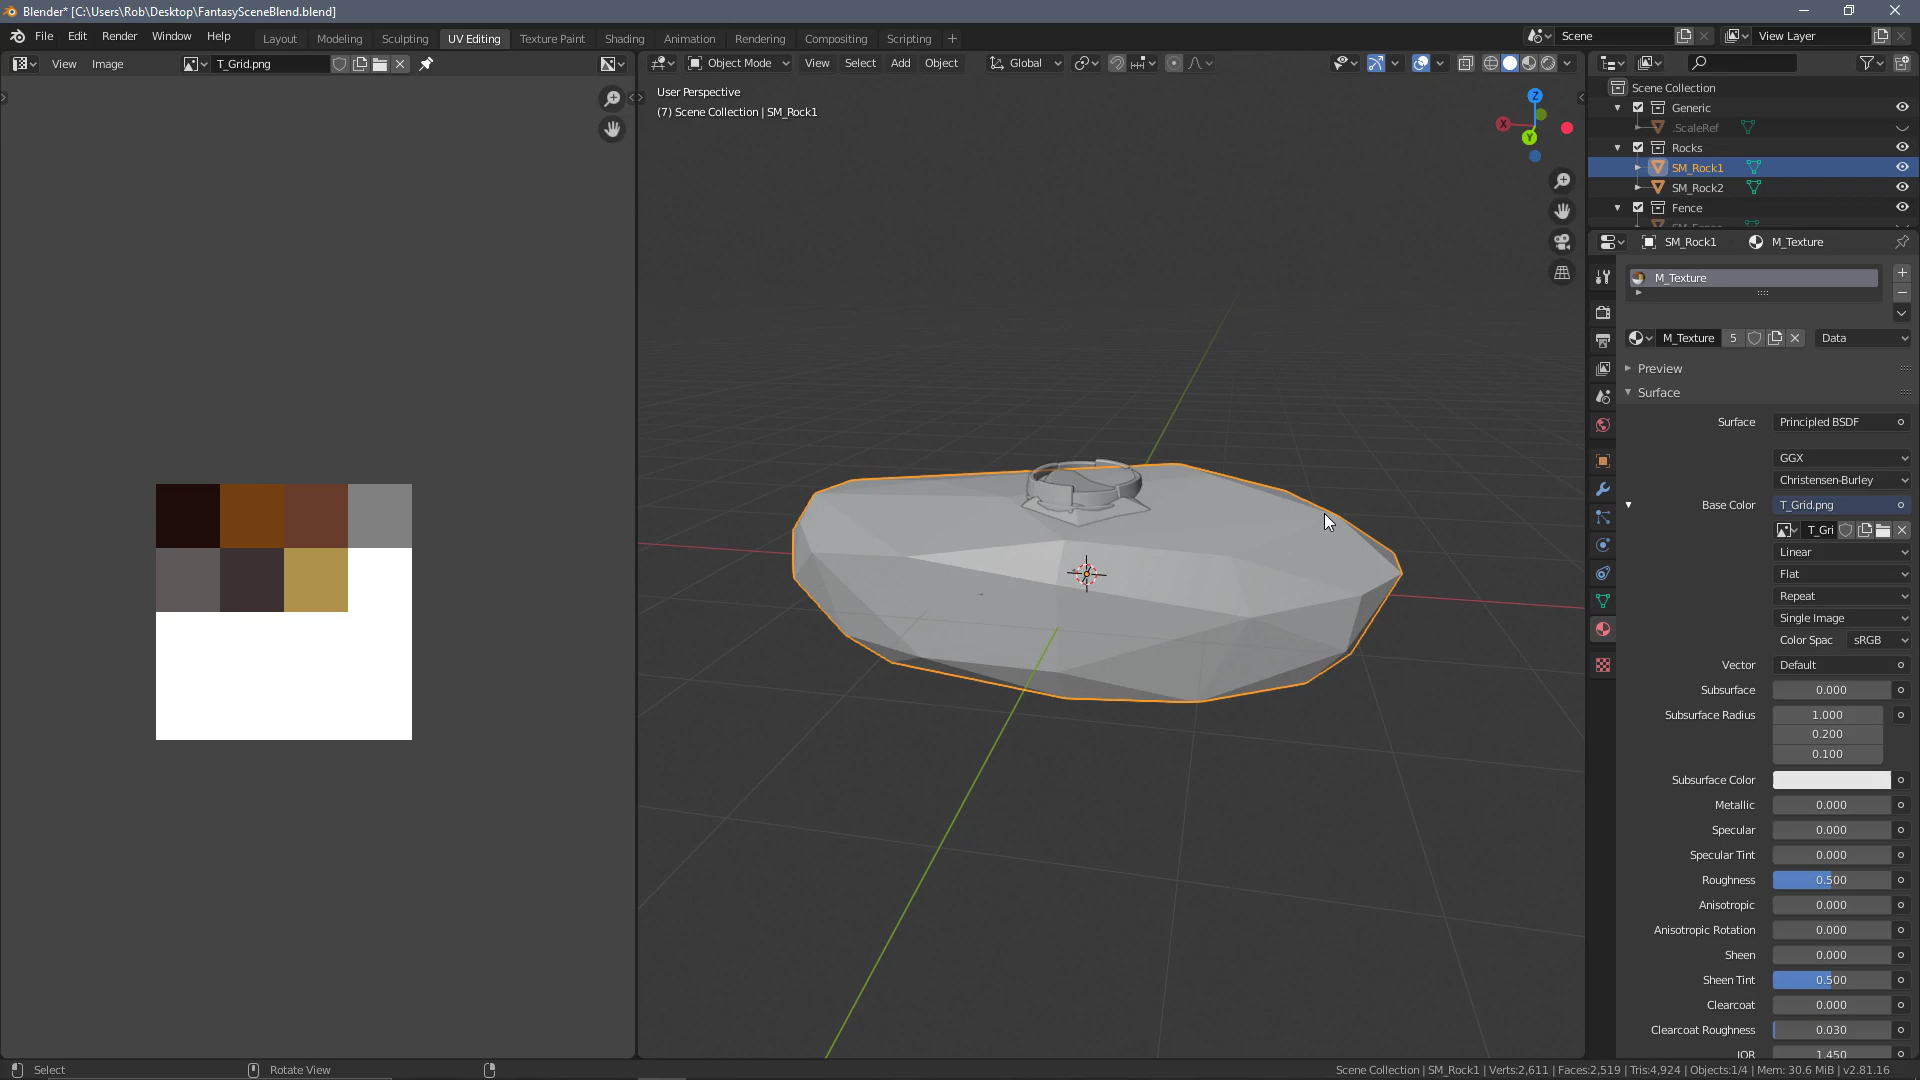 Blender* [C:\Users\Rob\Desktop\FantasySceneBlend.blend]
File Edit Render Window Help Layout Modeling Sculpting UV Editing Texture Paint Shading Animation Rendering Compositing Scripting Scene View Layer
View Image T_Grid.png Object Mode View Select Add Object Global
User Perspective
(7) Scene Collection | SM_Rock1
Z
X
Y
Scene Collection
Generic
.ScaleRef
Rocks
SM_Rock1
SM_Rock2
Fence
SM_Rock1 M_Texture
M_Texture
M_Texture 5 Data
Preview
Surface
Surface Principled BSDF
GGX
Christensen-Burley
Base Color T_Grid.png
T_Gri
Linear
Flat
Repeat
Single Image
Color Spac sRGB
Vector Default
Subsurface 0.000
Subsurface Radius 1.000
0.200
0.100
Subsurface Color
Metallic 0.000
Specular 0.000
Specular Tint 0.000
Roughness 0.500
Anisotropic 0.000
Anisotropic Rotation 0.000
Sheen 0.000
Sheen Tint 0.500
Clearcoat 0.000
Clearcoat Roughness 0.030
IOR 1.450
Select Rotate View Scene Collection | SM_Rock1 | Verts:2,611 | Faces:2,519 | Tris:4,924 | Objects:1/4 | Mem: 30.6 MiB | v2.81.16